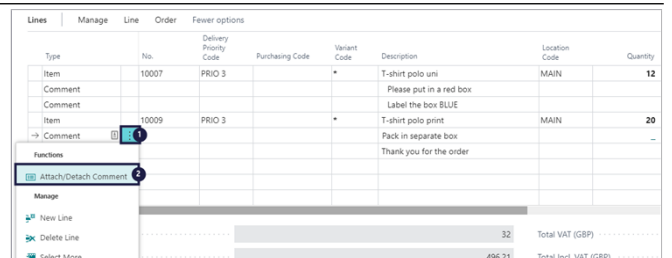 Lines Manage Line Order Fewer options
Type No. Delivery Priority Code Purchasing Code Variant Code Description Location Code Quantity
Item 10007 PRIO 3 * T-shirt polo uni MAIN 12
Comment Please put in a red box
Comment Label the box BLUE
Item 10009 PRIO 3 * T-shirt polo print MAIN 20
→ Comment 1 Pack in separate box _
Functions Thank you for the order
Attach/Detach Comment 2
Manage
New Line
Delete Line 32 Total VAT (GBP)
Select More 496.21 Total Incl. VAT (GBP)